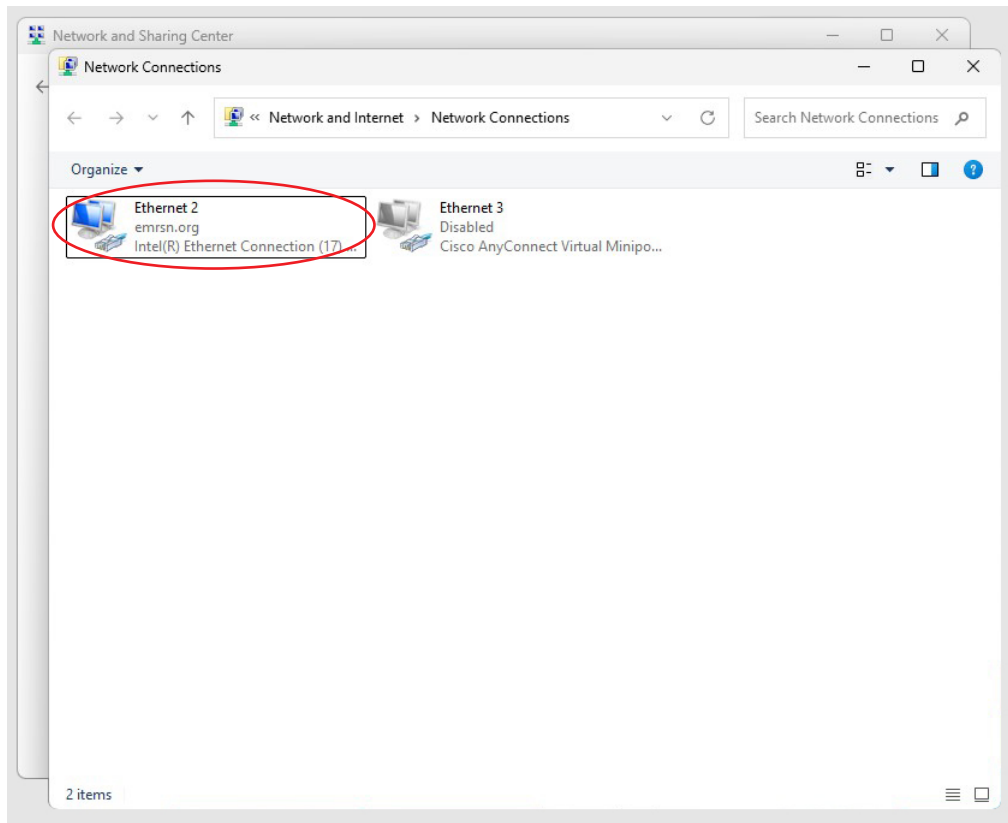 Network and Sharing Center
Network Connections
« Network and Internet > Network Connections
Search Network Connections
Organize
Ethernet 2
emrsn.org
Intel(R) Ethernet Connection (17) ...
Ethernet 3
Disabled
Cisco AnyConnect Virtual Minipo...
2 items